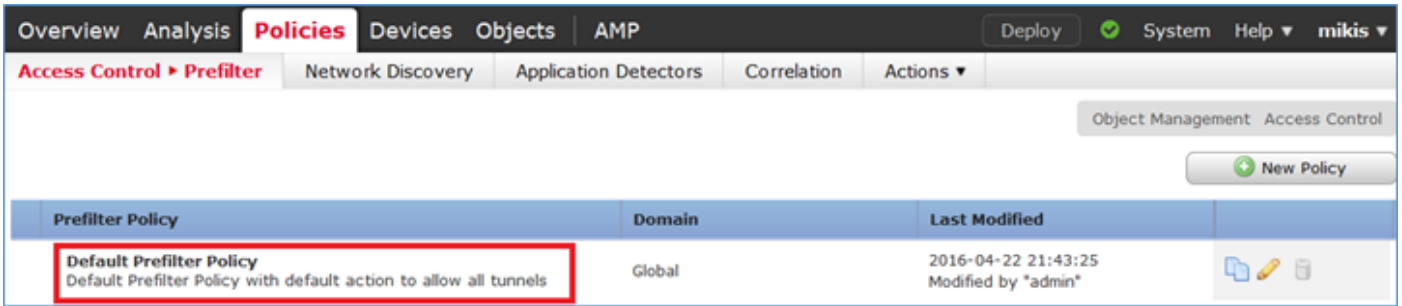 Overview Analysis Policies Devices Objects AMP Deploy System Help ▾ mikis ▾
Access Control ▸ Prefilter Network Discovery Application Detectors Correlation Actions ▾
Object Management Access Control
New Policy
Prefilter Policy Domain Last Modified
Default Prefilter Policy
Default Prefilter Policy with default action to allow all tunnels
Global
2016-04-22 21:43:25
Modified by "admin"